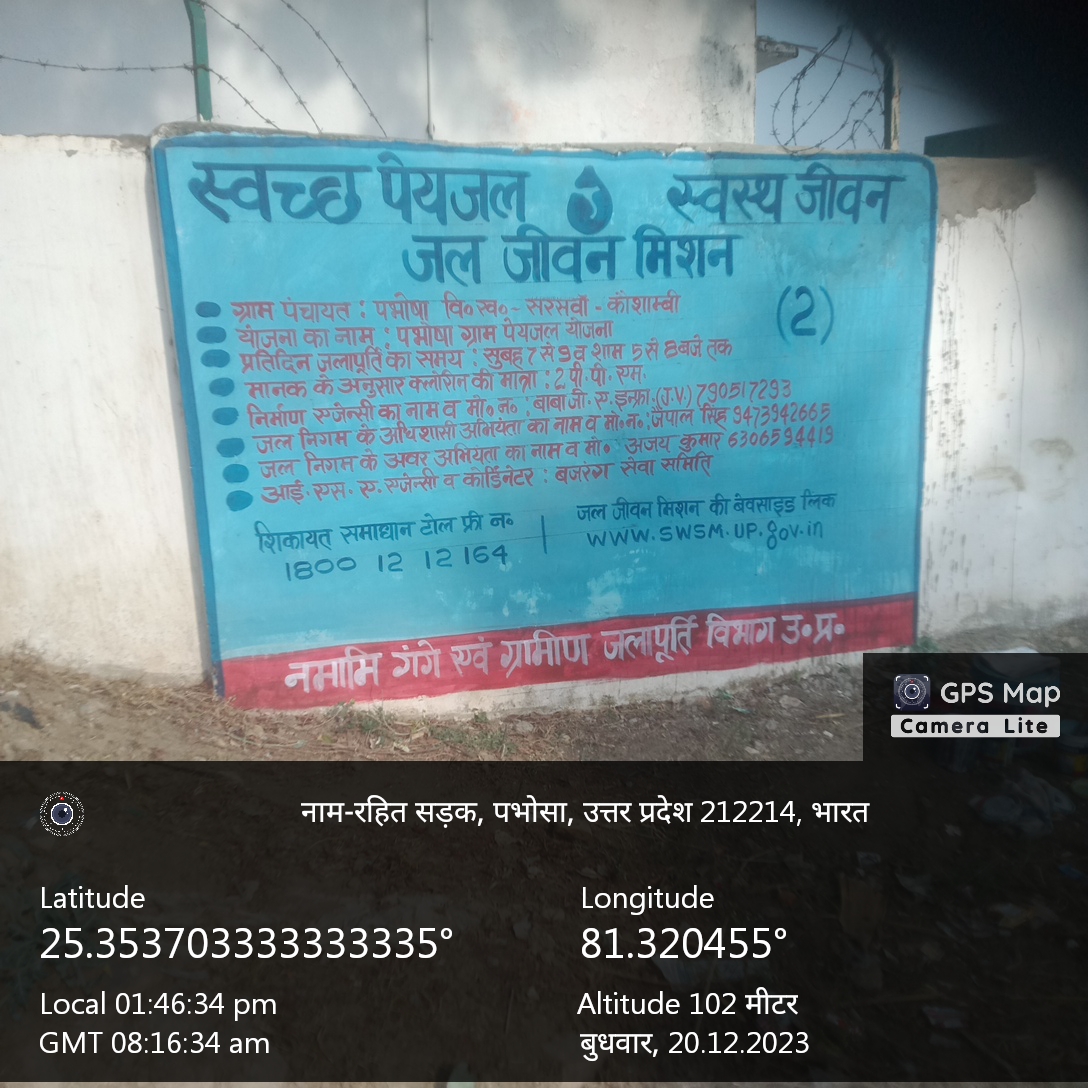 स्वच्छ पेयजल स्वस्थ जीवन
जल जीवन मिशन
(2)
ग्राम पंचायत : पभोषा वि०ख०- सरसवाँ - कौशाम्बी
योजना का नाम : पभोषा ग्राम पेयजल योजना
प्रतिदिन जलापूर्ति का समय : सुबह 7 से 9 व शाम 5 से 8 बजे तक
मानक के अनुसार क्लोरिन की मात्रा : 2 पी.पी.एम.
निर्माण एजेन्सी का नाम व मो० न० : बाबा जी. ए. इन्फ्रा.(J.V.) 790517293
जल निगम के अधिशासी अभियंता का नाम व मो०न० : जैपाल सिंह 9473942665
जल निगम के अवर अभियंता का नाम व मो० : अजय कुमार 6306594419
आई. एस. ए. एजेन्सी व कोर्डिनेटर : बजरंग सेवा समिति
शिकायत समाधान टोल फ्री न०
1800 12 12164
जल जीवन मिशन की बेवसाइड लिंक
www.SWSM.UP.gov.in
नमामि गंगे एवं ग्रामीण जलापूर्ति विभाग उ०प्र०
GPS Map
Camera Lite
नाम-रहित सड़क, पभोसा, उत्तर प्रदेश 212214, भारत
Latitude
25.353703333333335°
Longitude
81.320455°
Local 01:46:34 pm
GMT 08:16:34 am
Altitude 102 मीटर
बुधवार, 20.12.2023